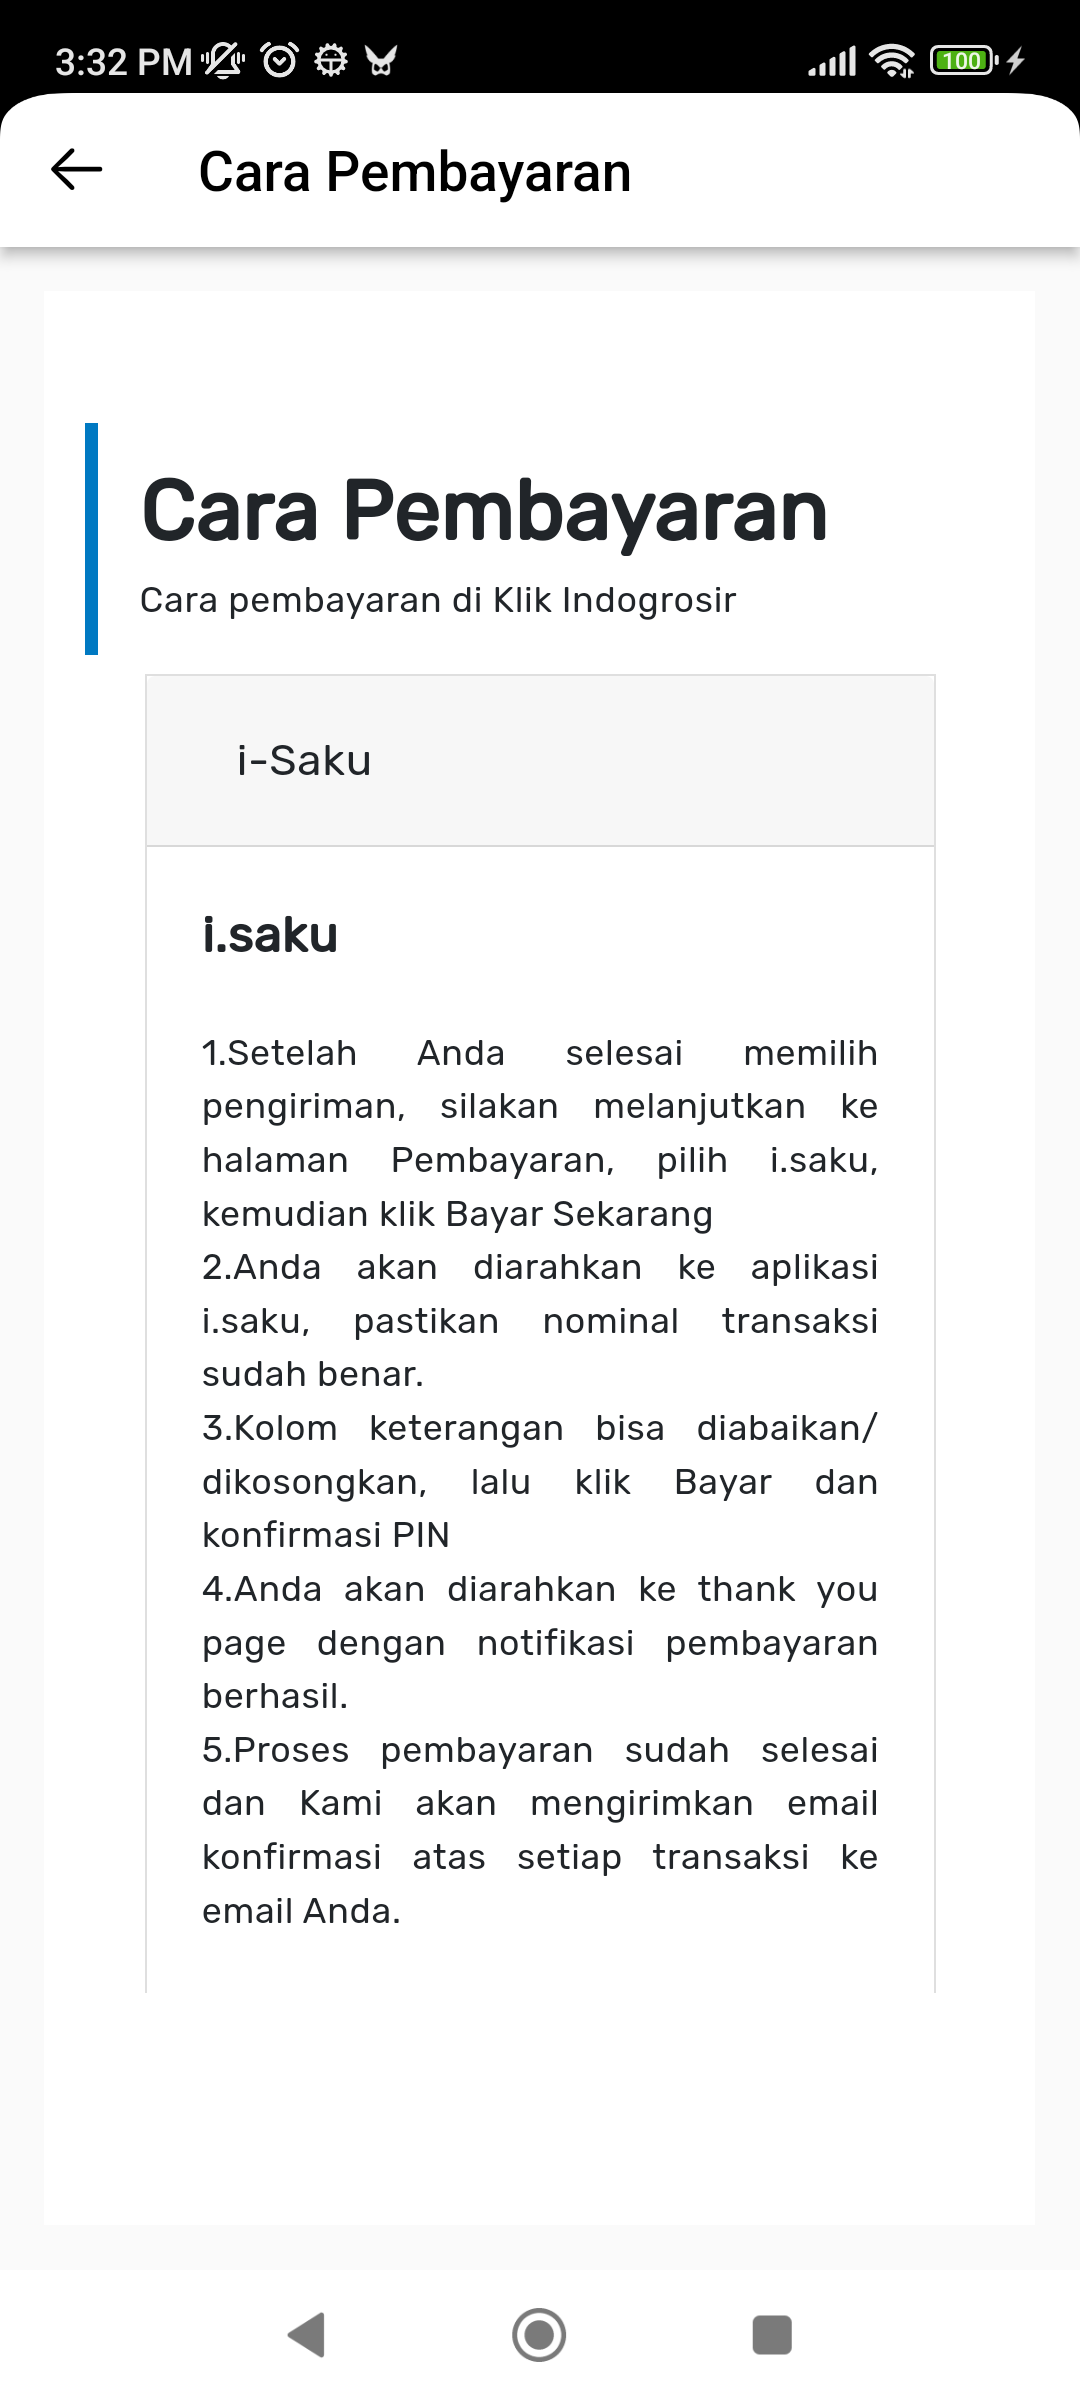 3:32 PM
100
Cara Pembayaran
Cara Pembayaran
Cara pembayaran di Klik Indogrosir
i-Saku
i.saku
1.Setelah Anda selesai memilih
pengiriman, silakan melanjutkan ke
halaman Pembayaran, pilih i.saku,
kemudian klik Bayar Sekarang
2.Anda akan diarahkan ke aplikasi
i.saku, pastikan nominal transaksi
sudah benar.
3.Kolom keterangan bisa diabaikan/
dikosongkan, lalu klik Bayar dan
konfirmasi PIN
4.Anda akan diarahkan ke thank you
page dengan notifikasi pembayaran
berhasil.
5.Proses pembayaran sudah selesai
dan Kami akan mengirimkan email
konfirmasi atas setiap transaksi ke
email Anda.